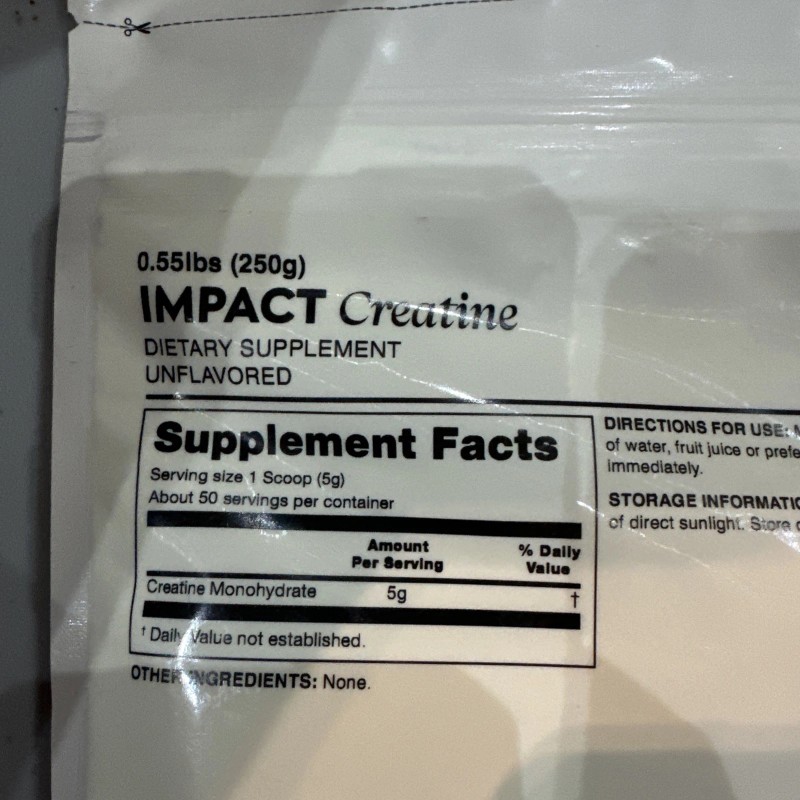 0.55lbs (250g)
IMPACT Creatine
DIETARY SUPPLEMENT
UNFLAVORED
Supplement Facts
Serving size 1 Scoop (5g)
About 50 servings per container
Amount Per Serving
% Daily Value
Creatine Monohydrate 5g †
† Daily Value not established.
OTHER INGREDIENTS: None.
DIRECTIONS FOR USE:
of water, fruit juice or
immediately.
STORAGE
of direct sunlight. Store